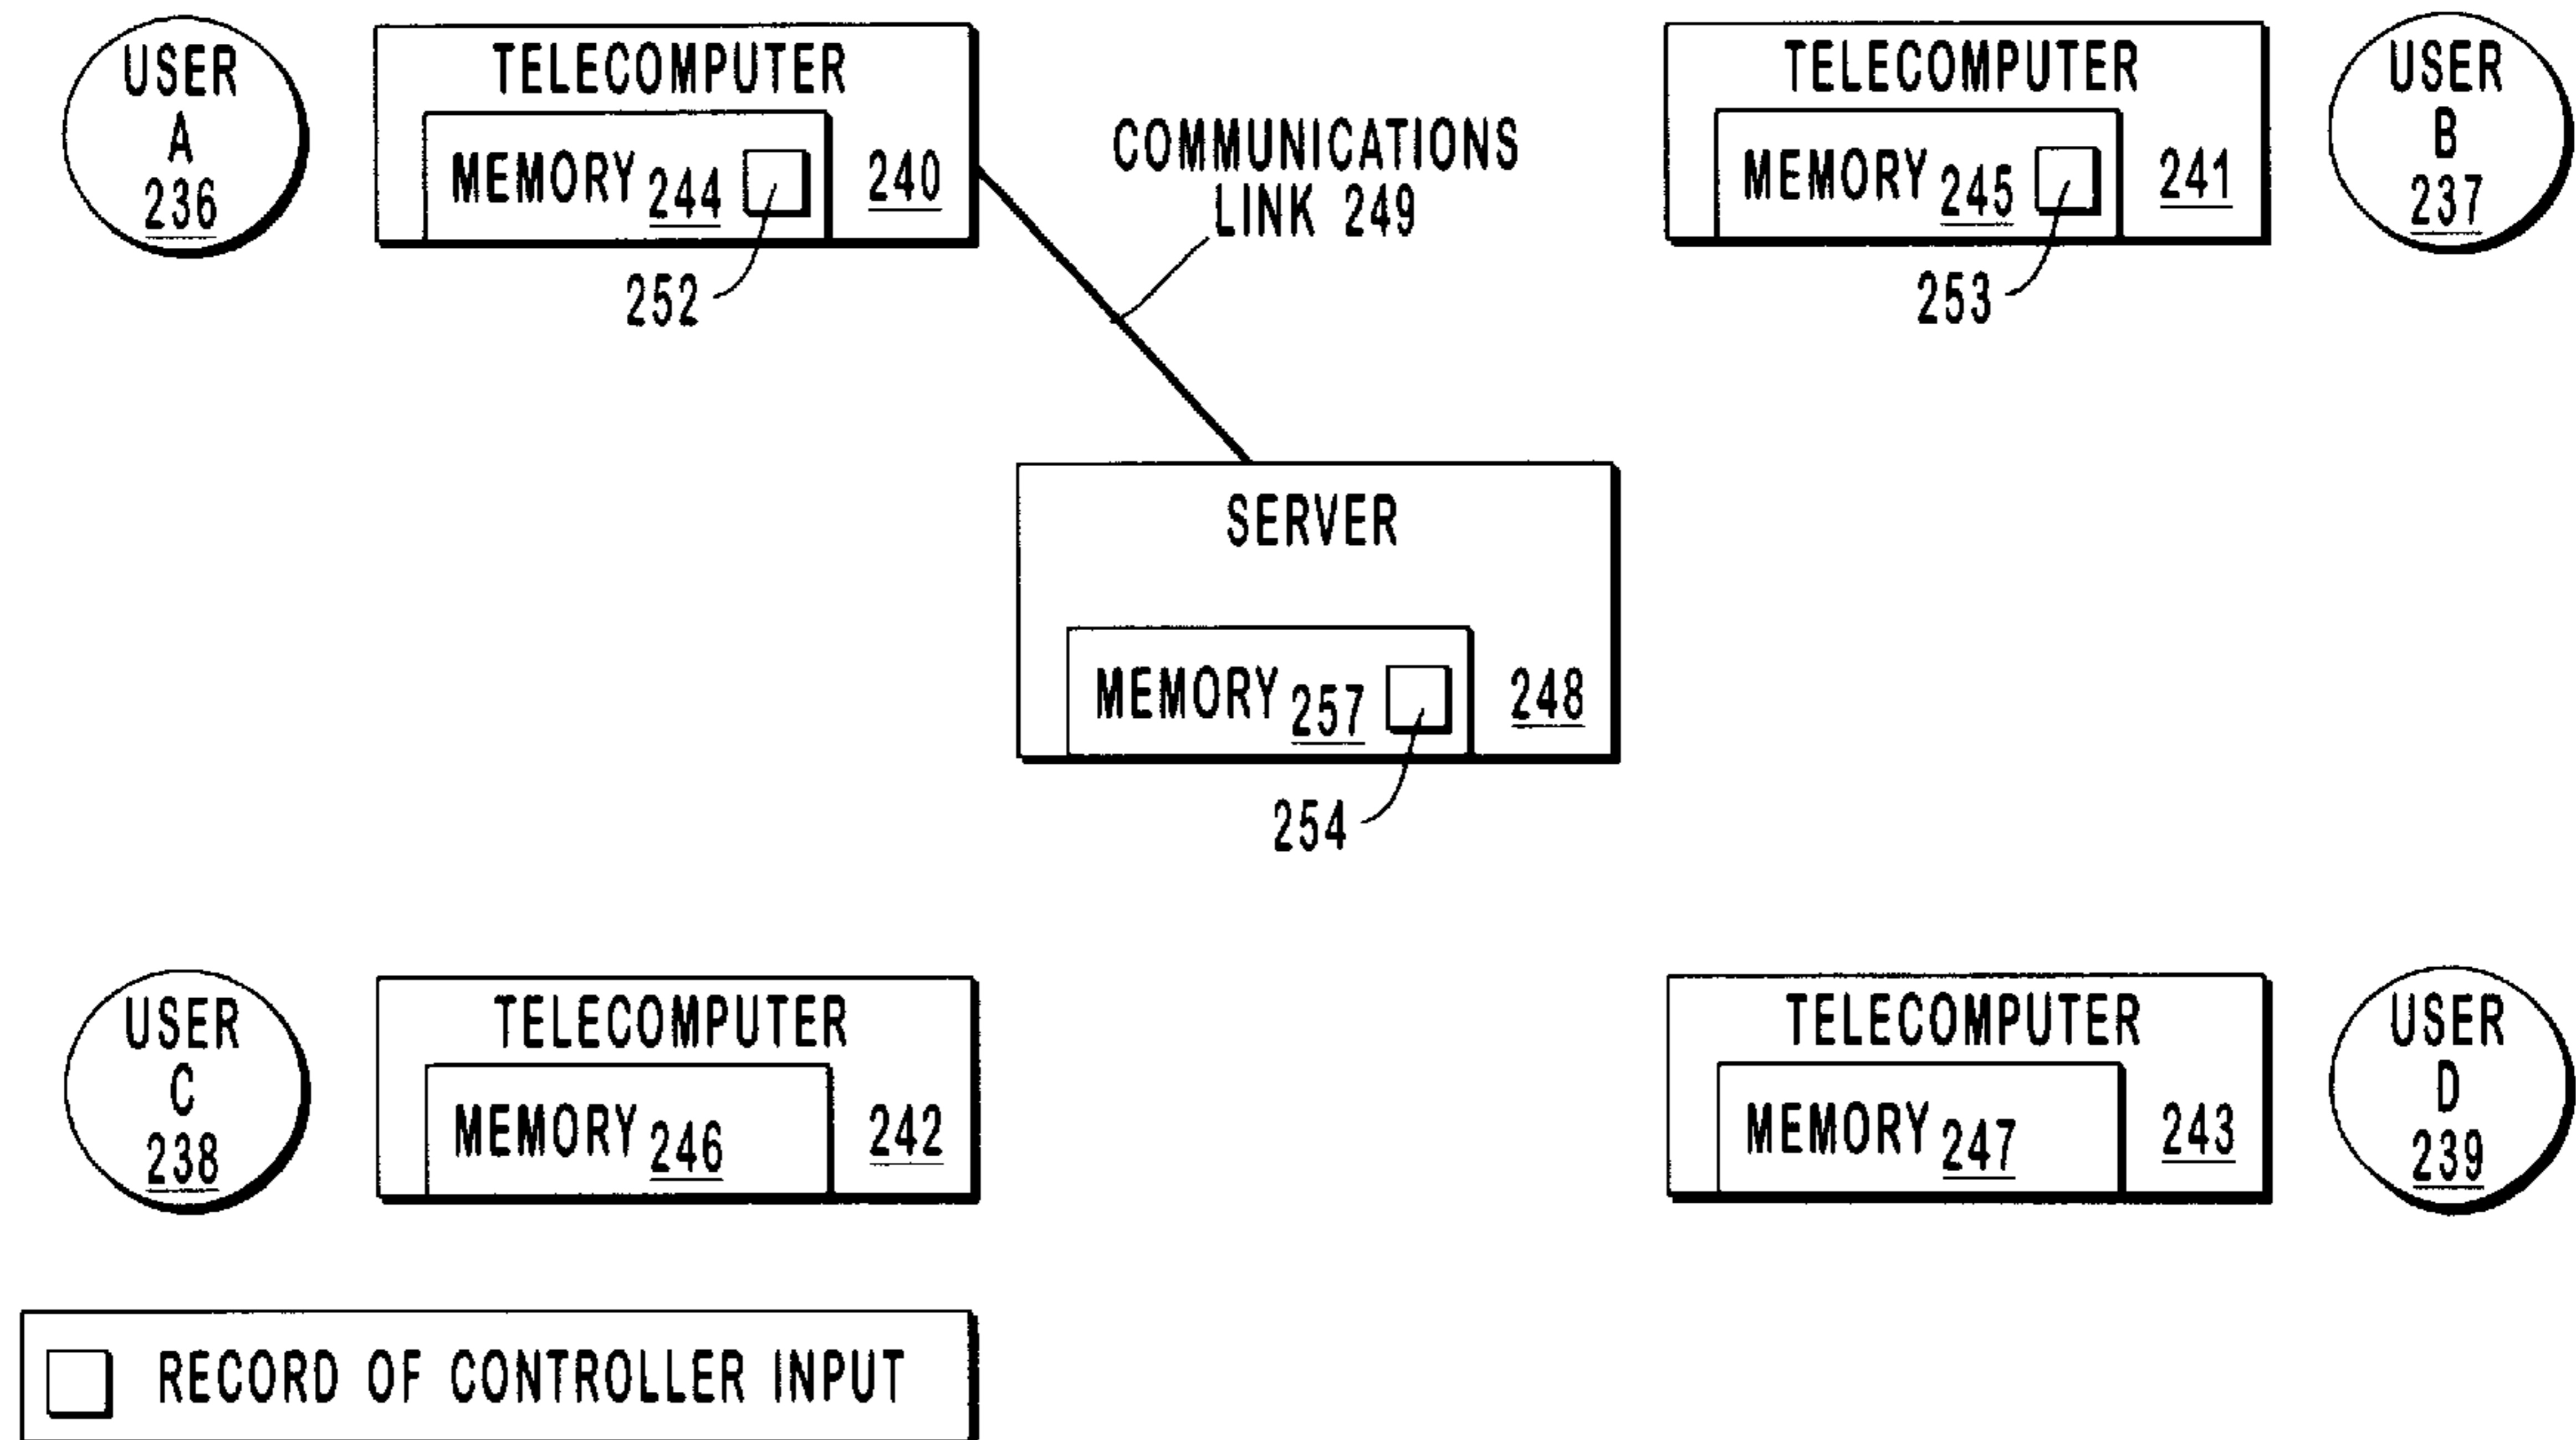 USER
A
236
TELECOMPUTER
MEMORY 244
240
252
COMMUNICATIONS
LINK 249
TELECOMPUTER
MEMORY 245
241
253
USER
B
237
SERVER
MEMORY 257
248
254
USER
C
238
TELECOMPUTER
MEMORY 246
242
TELECOMPUTER
MEMORY 247
243
USER
D
239
RECORD OF CONTROLLER INPUT